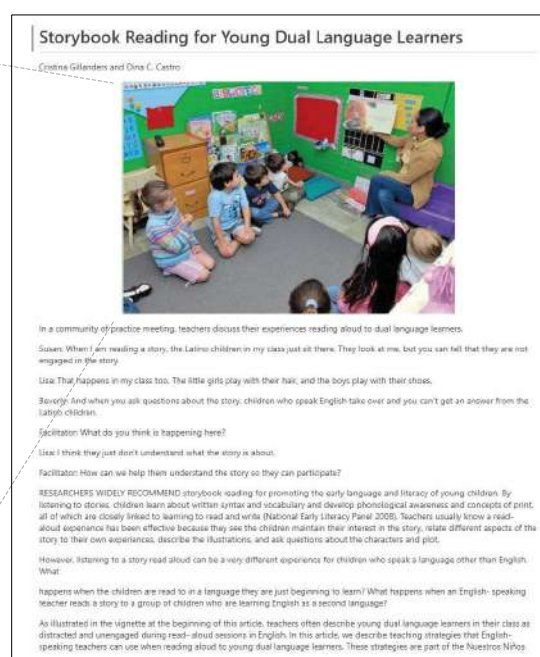 Storybook Reading for Young Dual Language Learners
Cristina Gillanders and Dina C. Castro
In a community of practice meeting, teachers discuss their experiences reading aloud to dual language learners.
Susan: When I am reading a story, the Latino children in my class just sit there. They look at me, but you can tell that they are not
engaged in the story.
Lisa: That happens in my class too. The little girls play with their hair, and the boys play with their shoes.
Beverly: And when you ask questions about the story, children who speak English take over and you can't get an answer from the
Latino children.
Facilitator: What do you think is happening here?
Lisa: I think they just don't understand what the story is about.
Facilitator: How can we help them understand the story so they can participate?
RESEARCHERS WIDELY RECOMMEND storybook reading for promoting the early language and literacy of young children. By
listening to stories, children learn about written syntax and vocabulary and develop phonological awareness and concepts of print,
all of which are closely linked to learning to read and write (National Early Literacy Panel 2008). Teachers usually know a read-
aloud experience has been effective because they see the children maintain their interest in the story, relate different aspects of the
story to their own experiences, describe the illustrations, and ask questions about the characters and plot.
However, listening to a story read aloud can be a very different experience for children who speak a language other than English.
What
happens when the children are read to in a language they are just beginning to learn? What happens when an English- speaking
teacher reads a story to a group of children who are learning English as a second language?
As illustrated in the vignette at the beginning of this article, teachers often describe young dual language learners in their class as
distracted and unengaged during read- aloud sessions in English. In this article, we describe teaching strategies that English-
speaking teachers can use when reading aloud to young dual language learners. These strategies are part of the Nuestros Niños